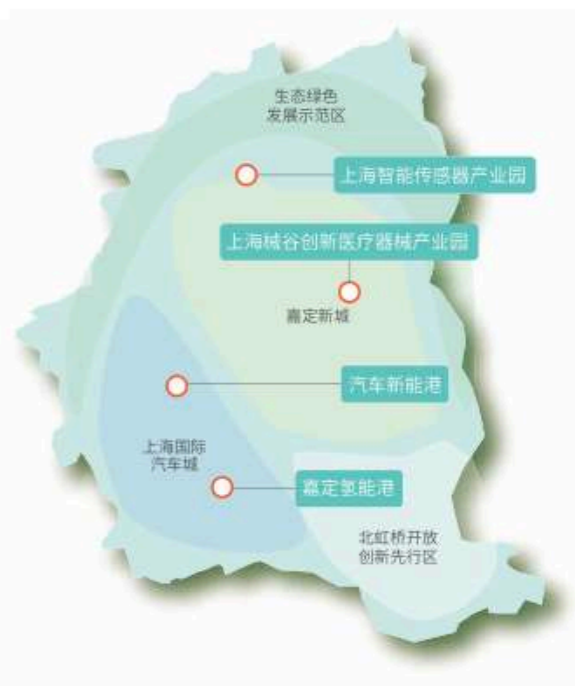 生态绿色
发展示范区
上海智能传感器产业园
上海械谷创新医疗器械产业园
嘉定新城
汽车新能港
上海国际
汽车城
嘉定氢能港
北虹桥开放
创新先行区